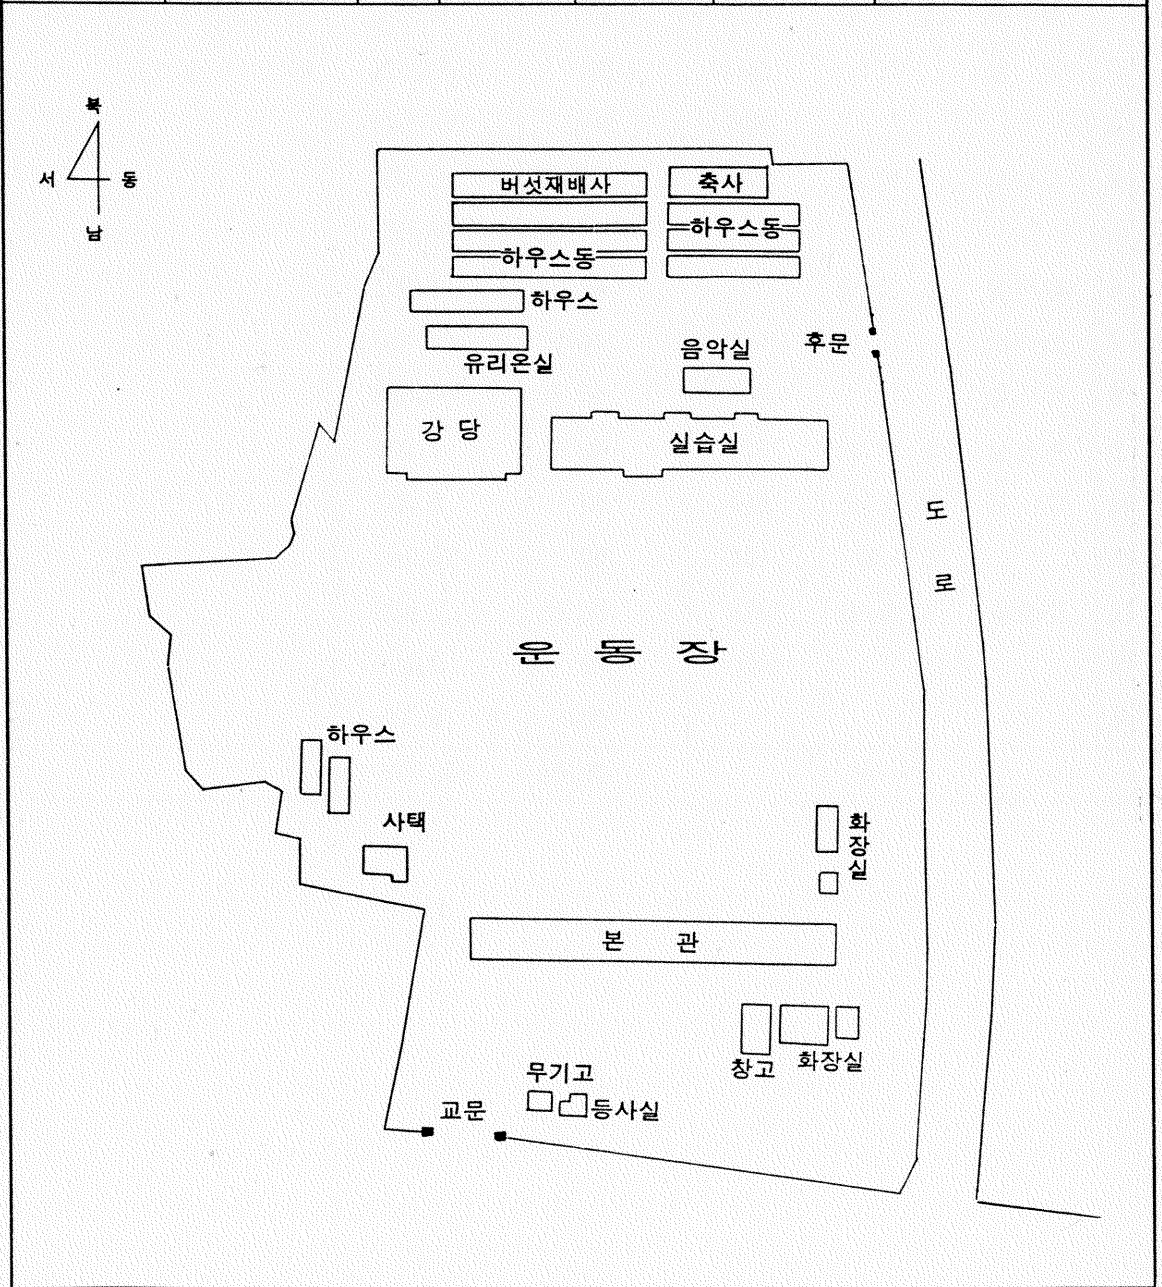 북
서 동
남
버섯재배사
축사
하우스동
하우스동
하우스
유리온실
음악실
후문
강 당
실습실
도
로
운 동 장
하우스
사택
화
장
실
본 관
창고
화장실
무기고
등사실
교문